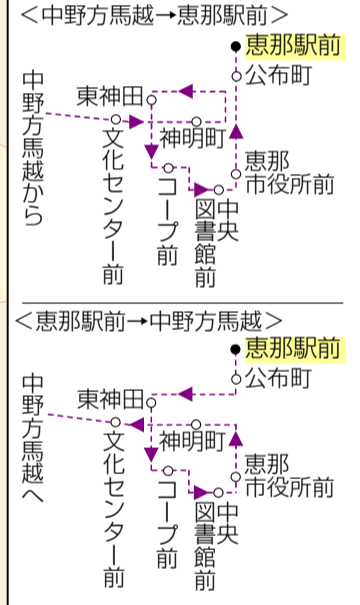 ＜中野方馬越→恵那駅前＞
恵那駅前
公布町
東神田
中野方馬越から
文化センター前
神明町
コープ前
中央
図書館前
恵那
市役所前
＜恵那駅前→中野方馬越＞
恵那駅前
公布町
東神田
中野方馬越へ
文化センター前
神明町
コープ前
中央
図書館前
恵那
市役所前